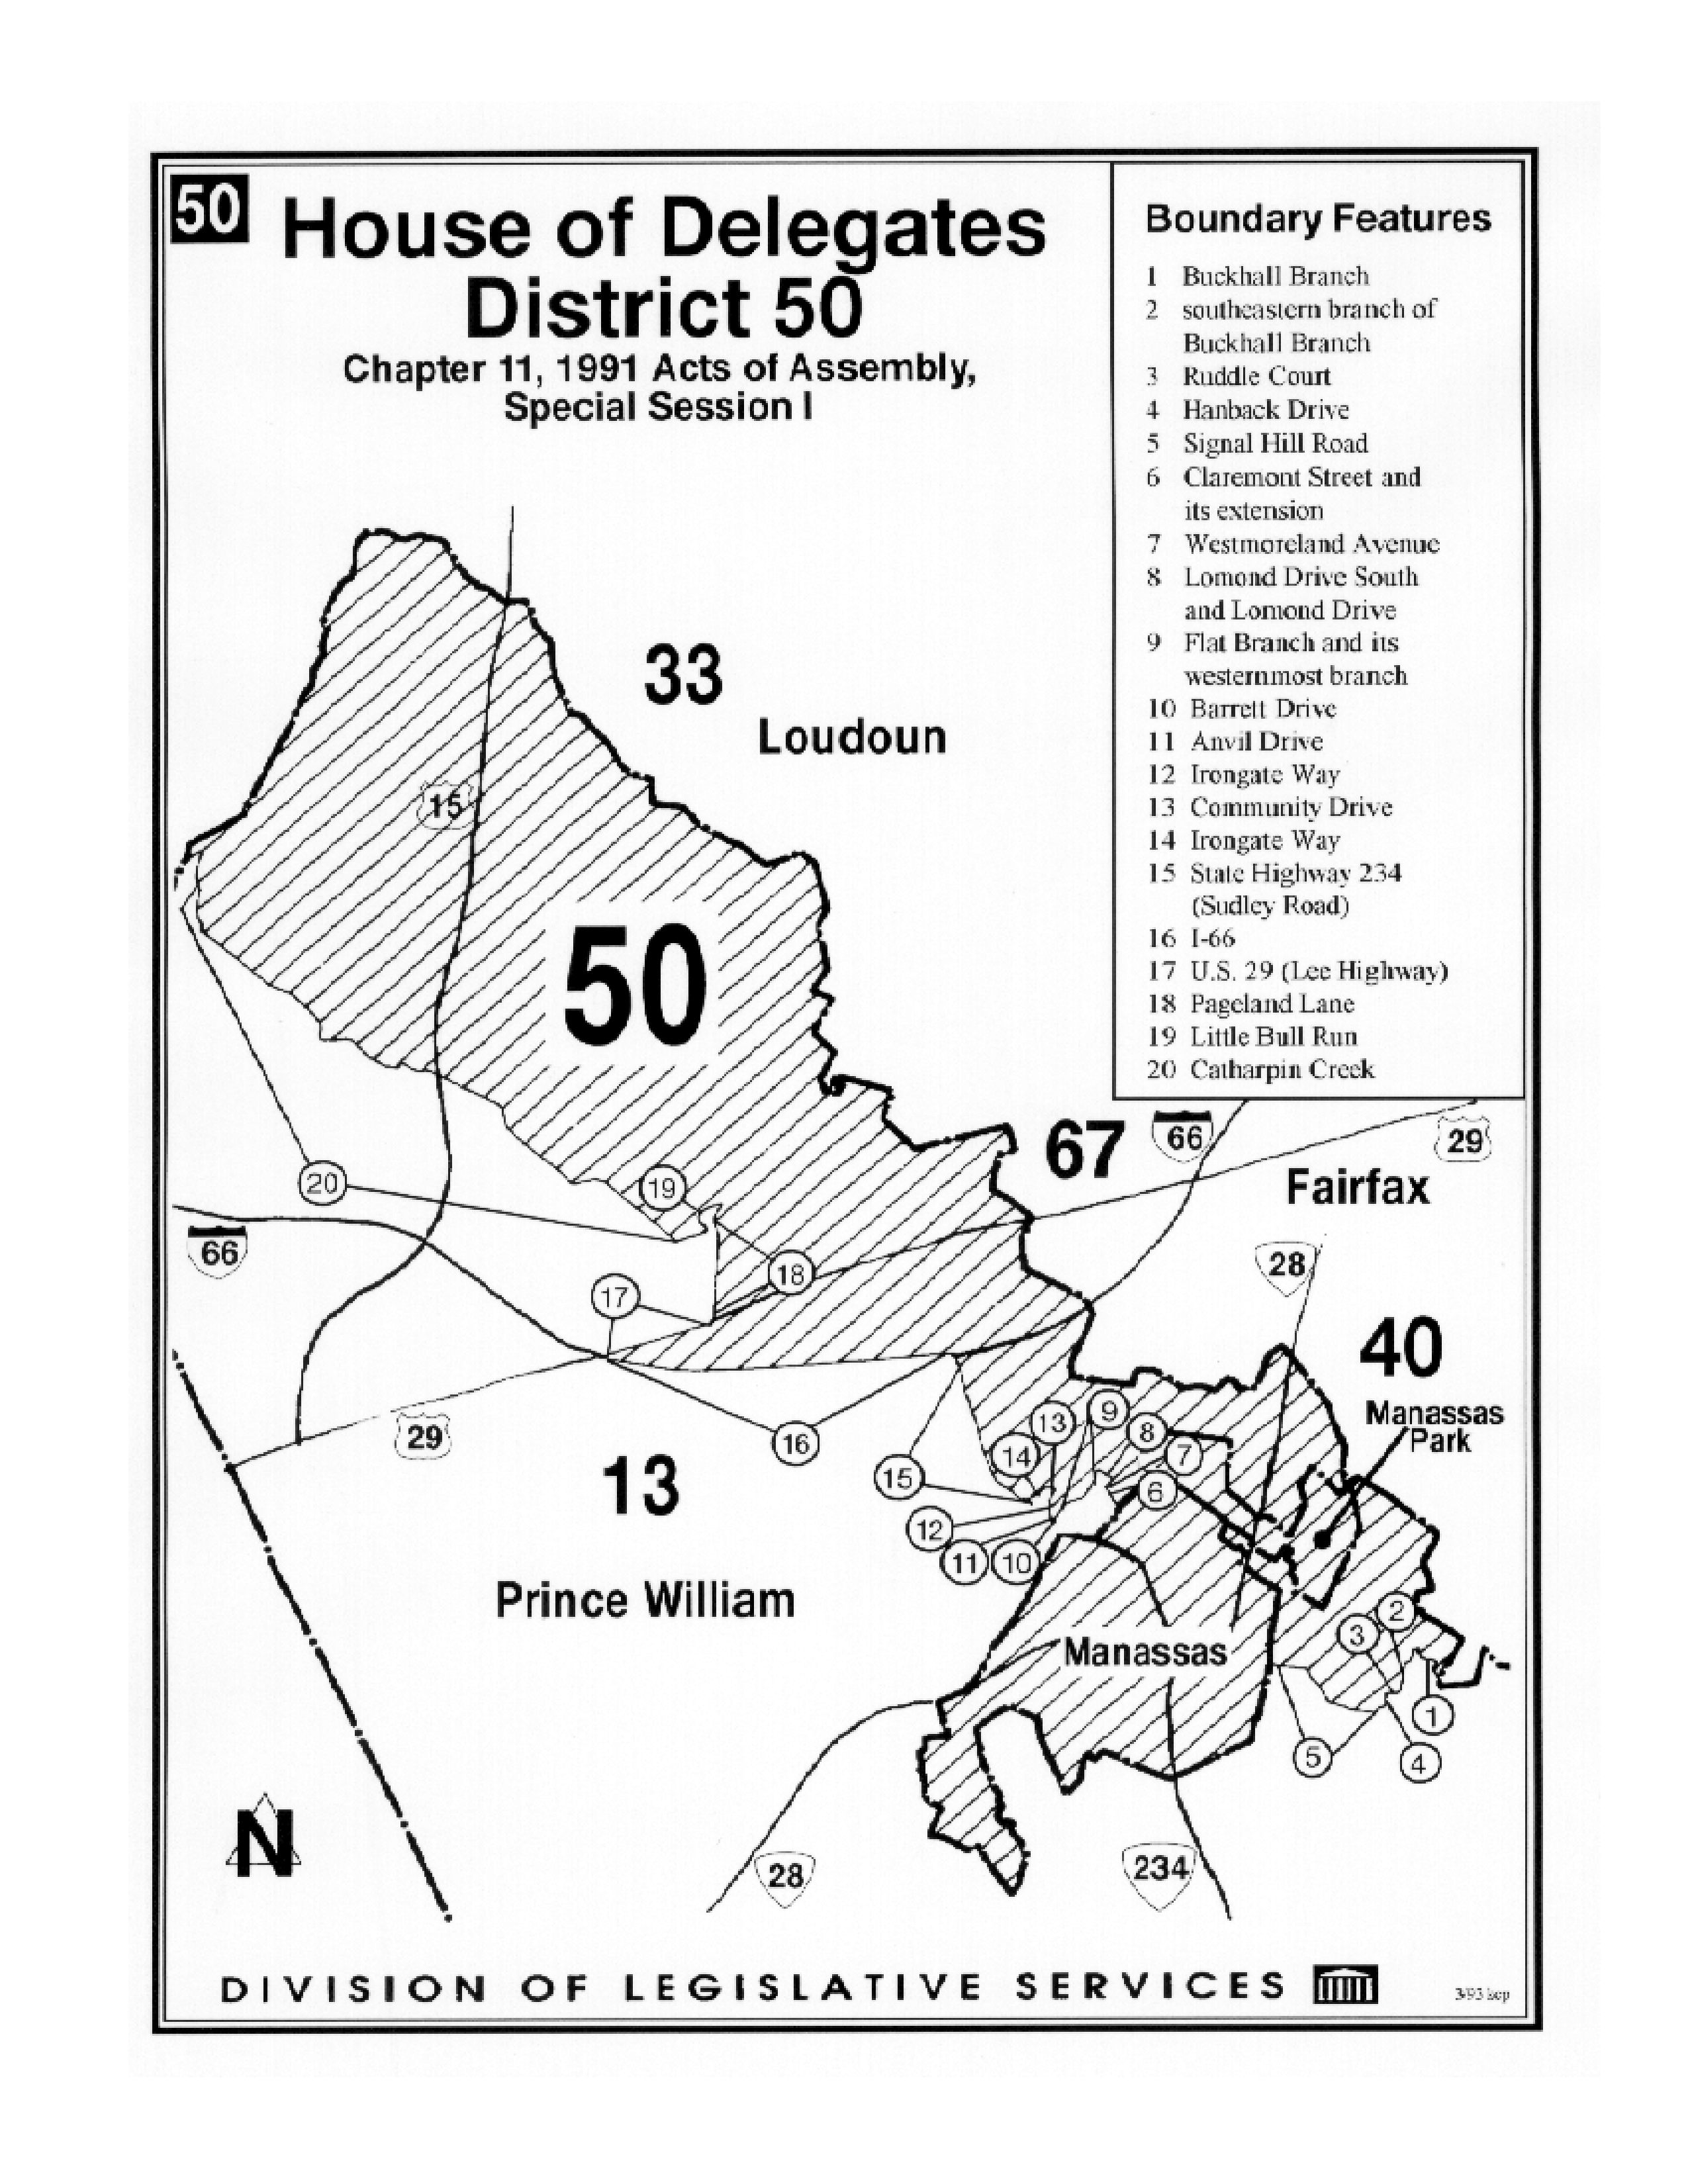 50
House of Delegates
District 50
Chapter 11, 1991 Acts of Assembly,
Special Session I
Boundary Features
1 Buckhall Branch
2 southeastern branch of
Buckhall Branch
3 Ruddle Court
4 Hanback Drive
5 Signal Hill Road
6 Claremont Street and
its extension
7 Westmoreland Avenue
8 Lomond Drive South
and Lomond Drive
9 Flat Branch and its
westernmost branch
10 Barrett Drive
11 Anvil Drive
12 Irongate Way
13 Community Drive
14 Irongate Way
15 State Highway 234
(Sudley Road)
16 I-66
17 U.S. 29 (Lee Highway)
18 Pageland Lane
19 Little Bull Run
20 Catharpin Creek
33
Loudoun
15
50
67
66
29
Fairfax
20
19
66
18
28
17
40
Manassas
Park
29
16
13
9
8
14
7
15
6
13
12
11
10
Prince William
2
3
Manassas
1
5
4
N
28
234
DIVISION OF LEGISLATIVE SERVICES
3/93 kcp